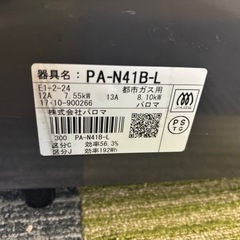 器具名： PA-N41B-L
E1-2-24 都市ガス用
12A 7.55kW 13A 8.10kW
17・10-900266 パロマ
株式会社パロマ
300 PA-N41B-L
区分C 効率56.3%
区分J 効率192Wh
PS
TG